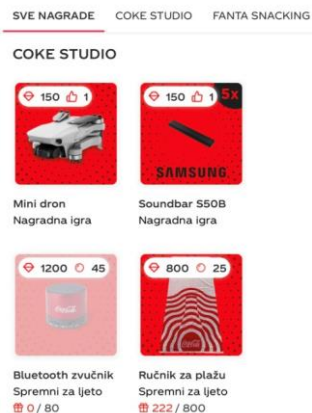 SVE NAGRADE COKE STUDIO FANTA SNACKING
COKE STUDIO
150 1
150 1 5x
SAMSUNG
Mini dron
Nagradna igra
Soundbar S50B
Nagradna igra
1200 45
800 25
Coca-Cola
Bluetooth zvučnik
Spremni za ljeto
0 / 80
Ručnik za plažu
Spremni za ljeto
222 / 800